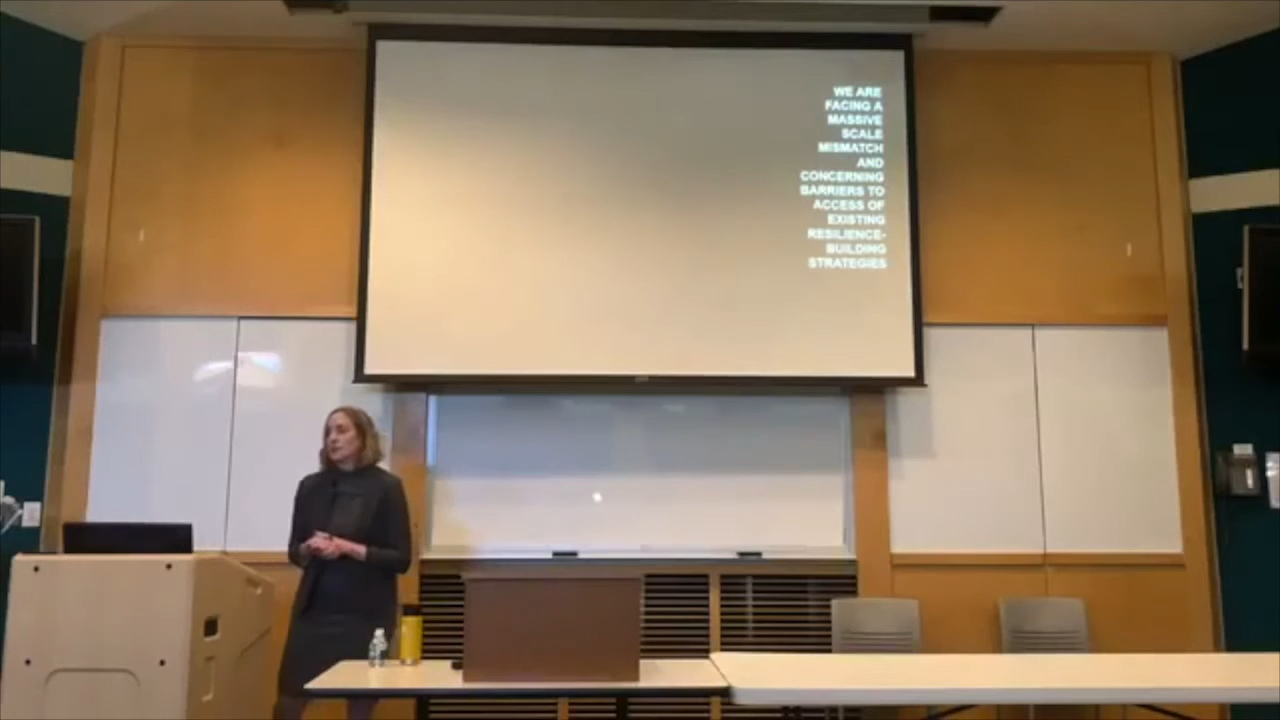 WE ARE
FACING A
MASSIVE
SCALE
MISMATCH
AND
CONCERNING
BARRIERS TO
ACCESS OF
EXISTING
RESILIENCE-
BUILDING
STRATEGIES